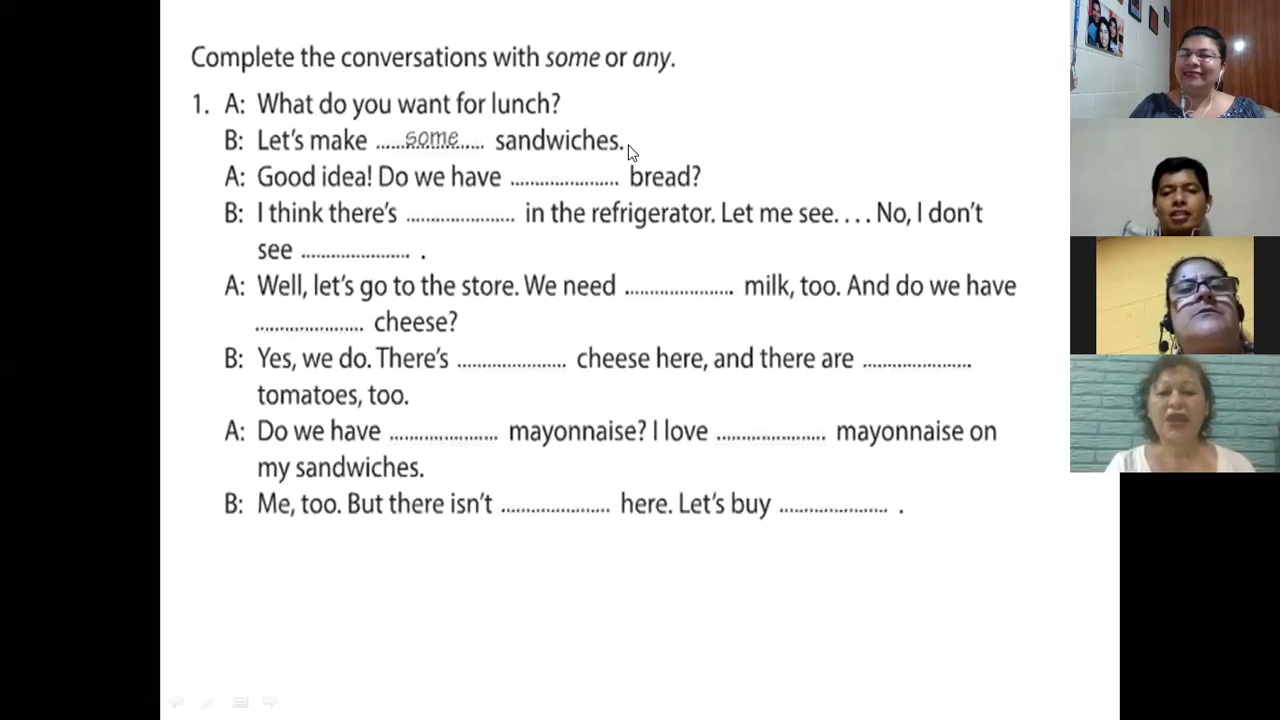 Complete the conversations with some or any.
1. A: What do you want for lunch?
B: Let's make ......some...... sandwiches.
A: Good idea! Do we have ..................... bread?
B: I think there's ..................... in the refrigerator. Let me see. . . . No, I don't
see ..................... .
A: Well, let's go to the store. We need ..................... milk, too. And do we have
..................... cheese?
B: Yes, we do. There's ..................... cheese here, and there are .....................
tomatoes, too.
A: Do we have ..................... mayonnaise? I love ..................... mayonnaise on
my sandwiches.
B: Me, too. But there isn't ..................... here. Let's buy ..................... .